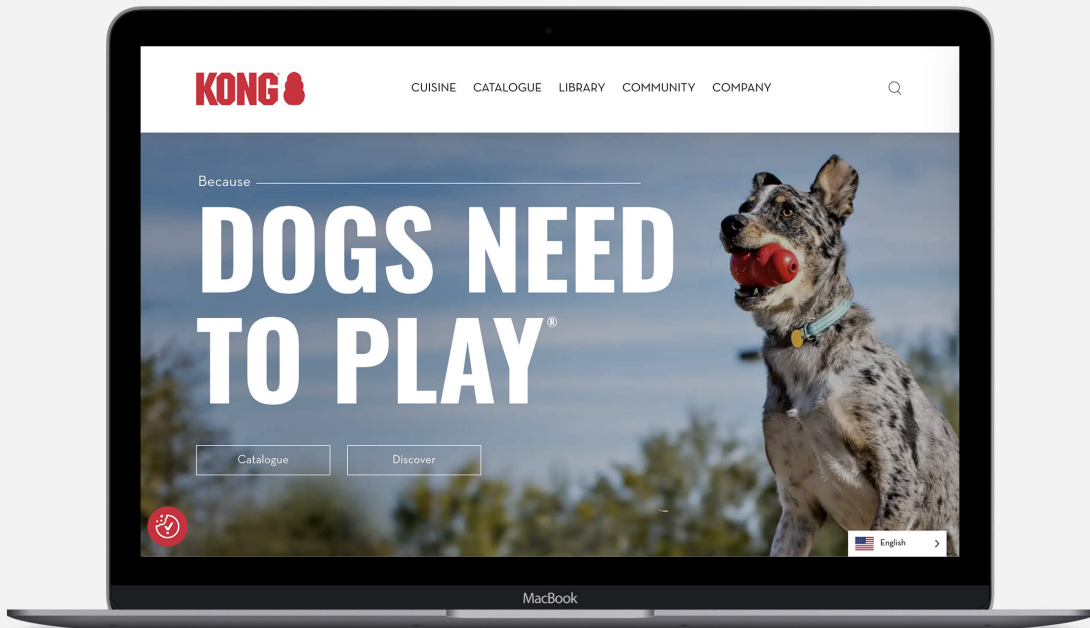 KONG
CUISINE CATALOGUE LIBRARY COMMUNITY COMPANY
Because
DOGS NEED
TO PLAY®
Catalogue Discover
English
MacBook